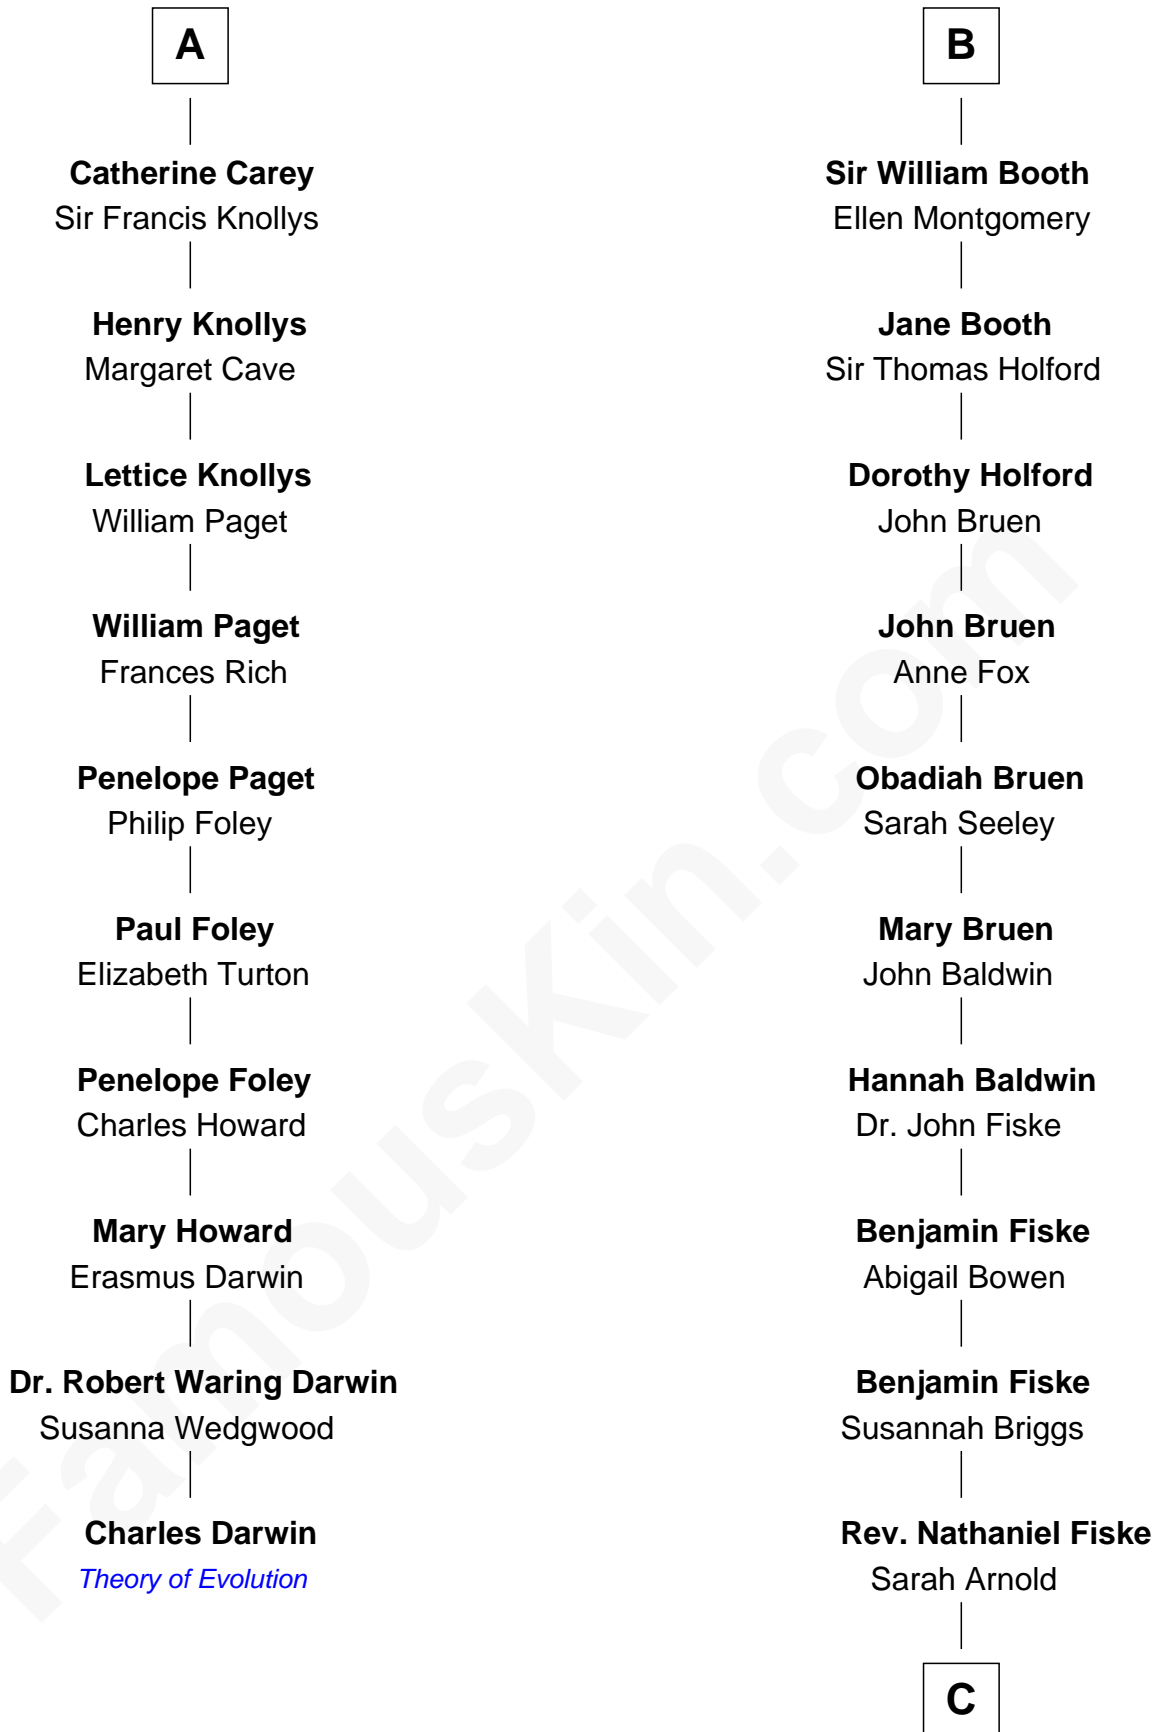 A
Catherine Carey
Sir Francis Knollys
Henry Knollys
Margaret Cave
Lettice Knollys
William Paget
William Paget
Frances Rich
Penelope Paget
Philip Foley
Paul Foley
Elizabeth Turton
Penelope Foley
Charles Howard
Mary Howard
Erasmus Darwin
Dr. Robert Waring Darwin
Susanna Wedgwood
Charles Darwin
Theory of Evolution
B
Sir William Booth
Ellen Montgomery
Jane Booth
Sir Thomas Holford
Dorothy Holford
John Bruen
John Bruen
Anne Fox
Obadiah Bruen
Sarah Seeley
Mary Bruen
John Baldwin
Hannah Baldwin
Dr. John Fiske
Benjamin Fiske
Abigail Bowen
Benjamin Fiske
Susannah Briggs
Rev. Nathaniel Fiske
Sarah Arnold
C
FamousKin.com